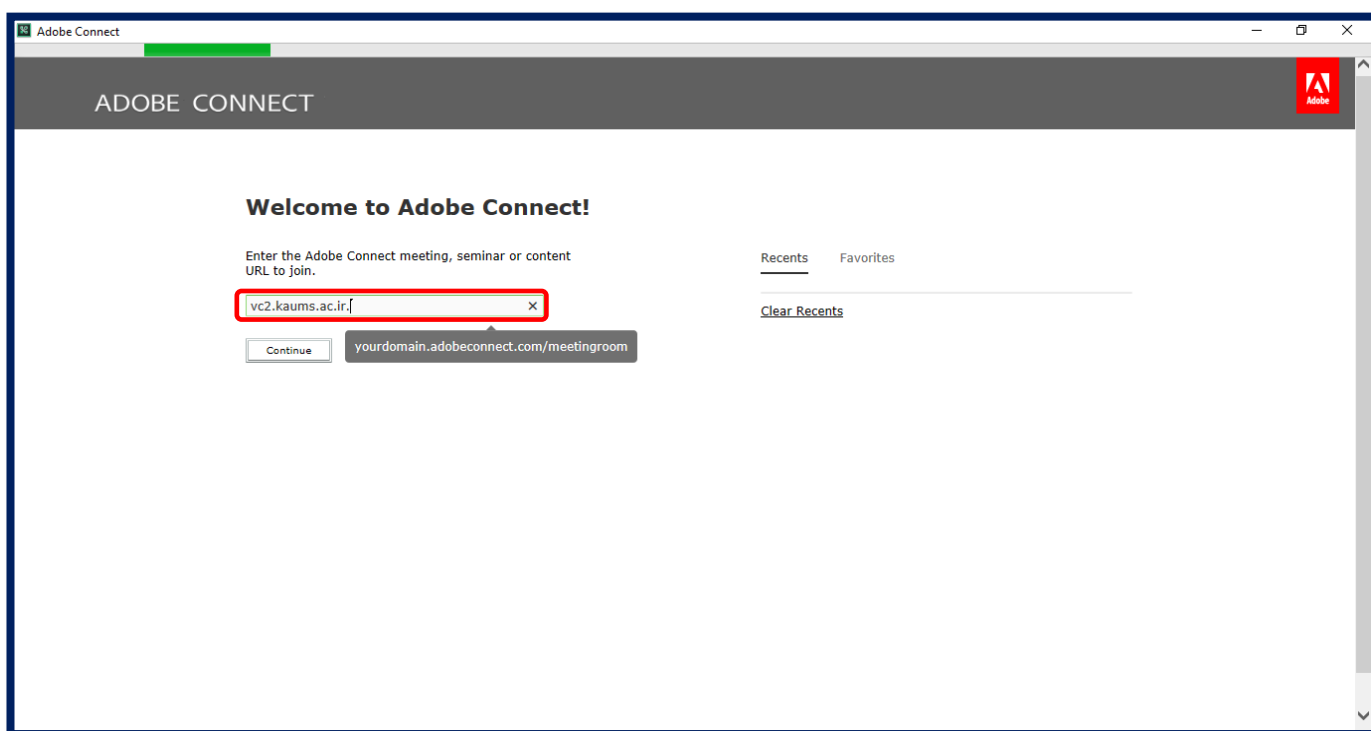 Adobe Connect
ADOBE CONNECT
Adobe
Welcome to Adobe Connect!
Enter the Adobe Connect meeting, seminar or content
URL to join.
vc2.kaums.ac.ir.
Continue
yourdomain.adobeconnect.com/meetingroom
Recents Favorites
Clear Recents